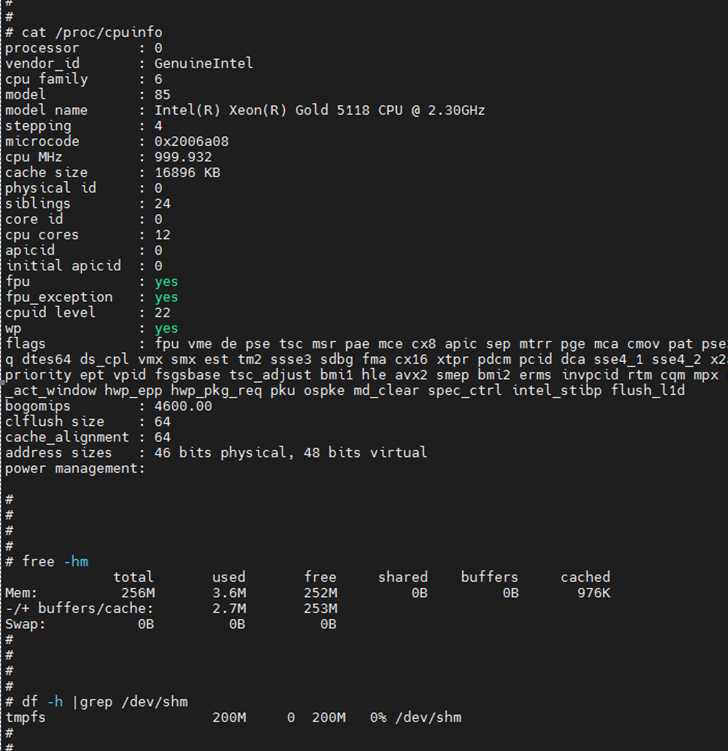 #
#
# cat /proc/cpuinfo
processor : 0
vendor_id : GenuineIntel
cpu family : 6
model : 85
model name : Intel(R) Xeon(R) Gold 5118 CPU @ 2.30GHz
stepping : 4
microcode : 0x2006a08
cpu MHz : 999.932
cache size : 16896 KB
physical id : 0
siblings : 24
core id : 0
cpu cores : 12
apicid : 0
initial apicid : 0
fpu : yes
fpu_exception : yes
cpuid level : 22
wp : yes
flags : fpu vme de pse tsc msr pae mce cx8 apic sep mtrr pge mca cmov pat pse
q dtes64 ds_cpl vmx smx est tm2 ssse3 sdbg fma cx16 xtpr pdcm pcid dca sse4_1 sse4_2 x2
priority ept vpid fsgsbase tsc_adjust bmi1 hle avx2 smep bmi2 erms invpcid rtm cqm mpx
_act_window hwp_epp hwp_pkg_req pku ospke md_clear spec_ctrl intel_stibp flush_l1d
bogomips : 4600.00
clflush size : 64
cache_alignment : 64
address sizes : 46 bits physical, 48 bits virtual
power management:
#
#
#
#
# free -hm
total used free shared buffers cached
Mem: 256M 3.6M 252M 0B 0B 976K
-/+ buffers/cache: 2.7M 253M
Swap: 0B 0B 0B
#
#
#
#
# df -h |grep /dev/shm
tmpfs 200M 0 200M 0% /dev/shm
#
#